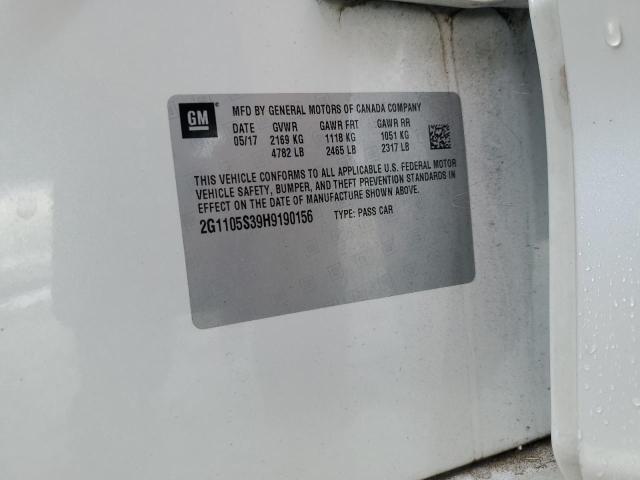 GM
MFD BY GENERAL MOTORS OF CANADA COMPANY
DATE GVWR GAWR FRT GAWR RR
05/17 2169 KG 1118 KG 1051 KG
4782 LB 2465 LB 2317 LB
THIS VEHICLE CONFORMS TO ALL APPLICABLE U.S. FEDERAL MOTOR
VEHICLE SAFETY, BUMPER, AND THEFT PREVENTION STANDARDS IN
EFFECT ON THE DATE OF MANUFACTURE SHOWN ABOVE.
2G1105S39H9190156 TYPE: PASS CAR